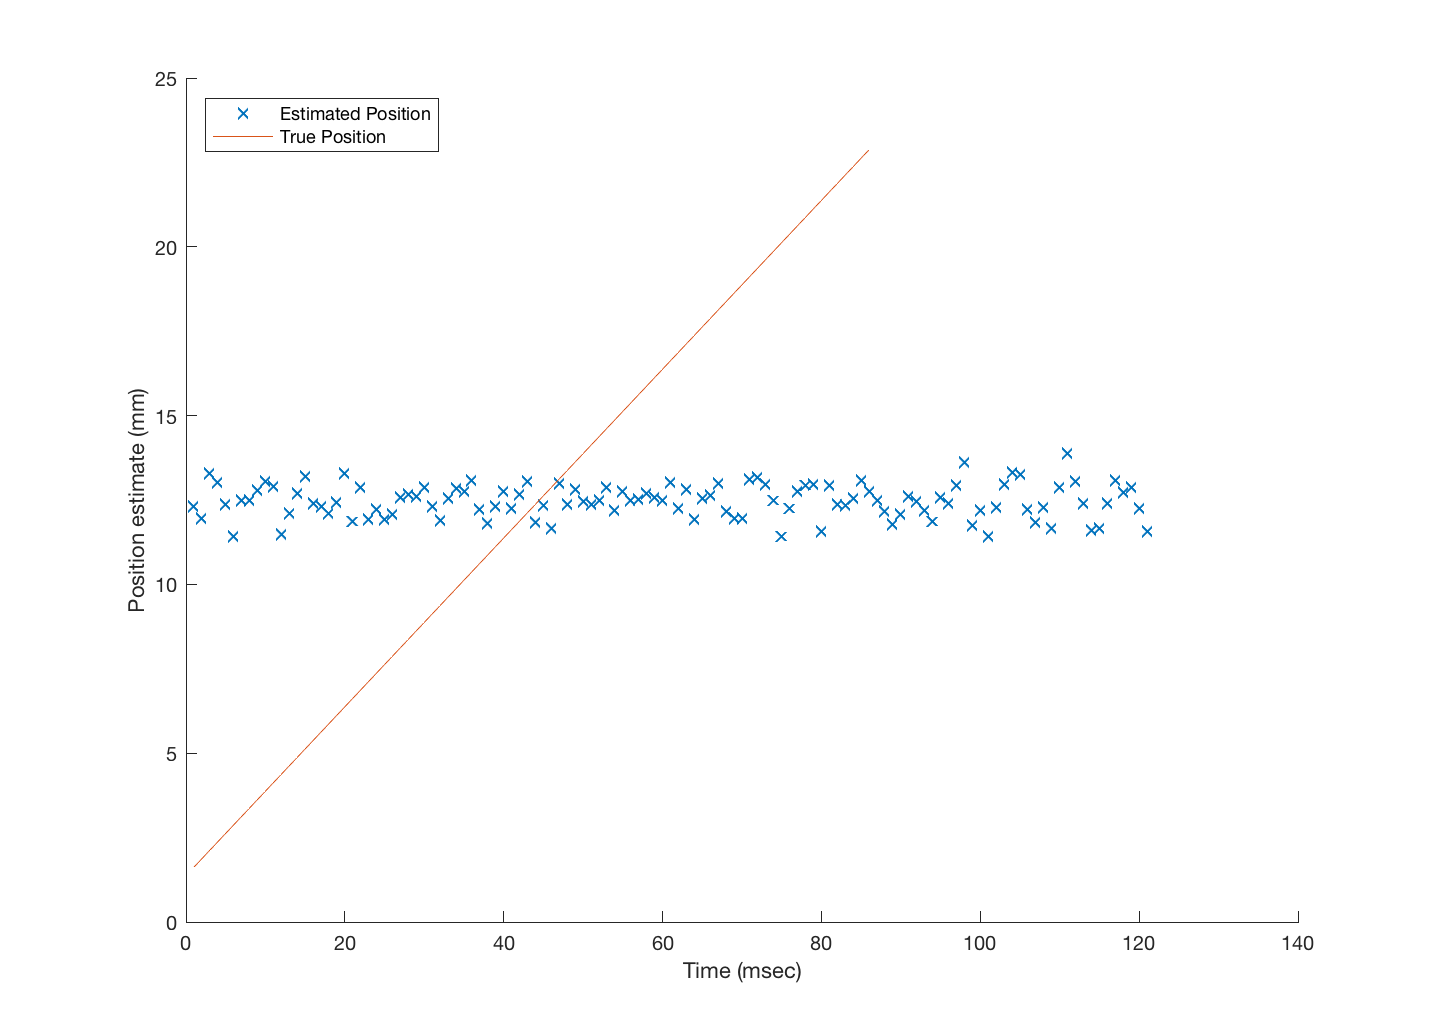 25
Estimated Position
True Position
20
15
Position estimate (mm)
10
5
0
0 20 40 60 80 100 120 140
Time (msec)